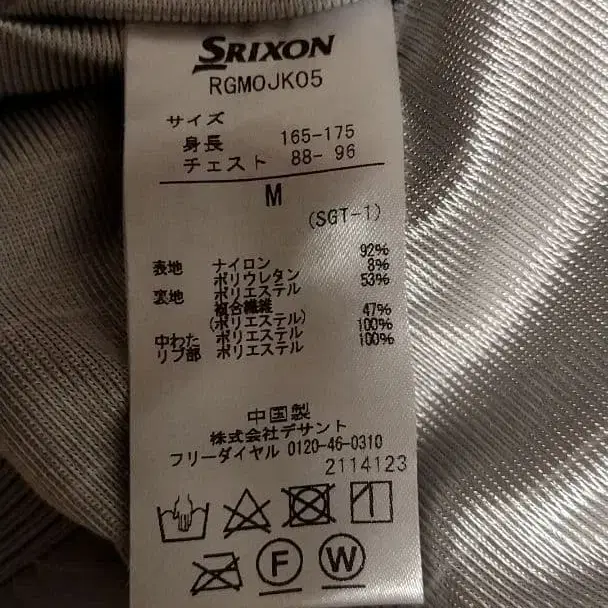 SRIXON
RGMOJK05
サイズ
身長 165-175
チェスト 88- 96
M
(SGT-1)
表地 ナイロン 92%
ポリウレタン 8%
裏地 ポリエステル 53%
複合繊維
(ポリエステル) 47%
中わた ポリエステル 100%
リブ部 ポリエステル 100%
中国製
株式会社デサント
フリーダイヤル 0120-46-0310
2114123
F W